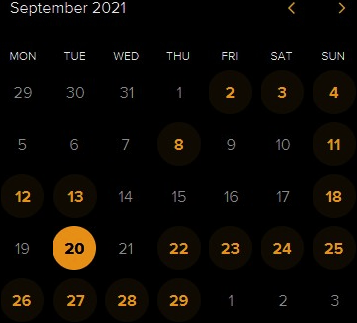 September 2021
MON TUE WED THU FRI SAT SUN
29 30 31 1 2 3 4
5 6 7 8 9 10 11
12 13 14 15 16 17 18
19 20 21 22 23 24 25
26 27 28 29 1 2 3